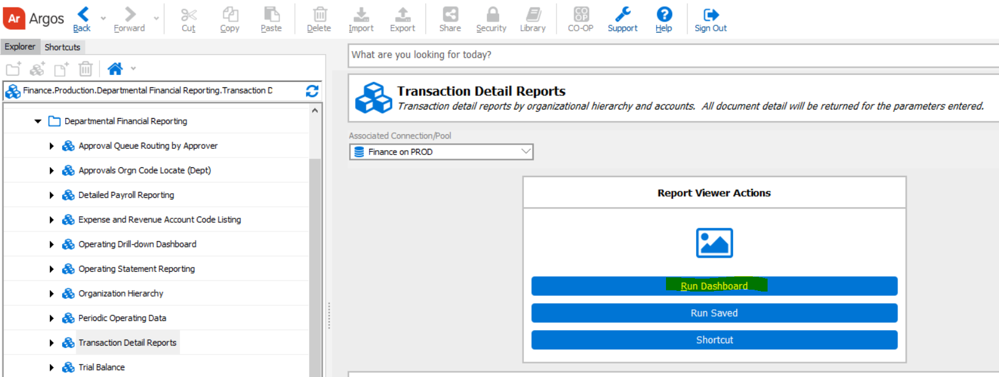 Ar Argos Back Forward Cut Copy Paste Delete Import Export Share Security Library CO-OP Support Help Sign Out
Explorer Shortcuts
What are you looking for today?
Finance.Production.Departmental Financial Reporting.Transaction D
Transaction Detail Reports
Transaction detail reports by organizational hierarchy and accounts. All document detail will be returned for the parameters entered.
Departmental Financial Reporting
Approval Queue Routing by Approver
Approvals Orgn Code Locate (Dept)
Detailed Payroll Reporting
Expense and Revenue Account Code Listing
Operating Drill-down Dashboard
Operating Statement Reporting
Organization Hierarchy
Periodic Operating Data
Transaction Detail Reports
Trial Balance
Associated Connection/Pool
Finance on PROD
Report Viewer Actions
Run Dashboard
Run Saved
Shortcut